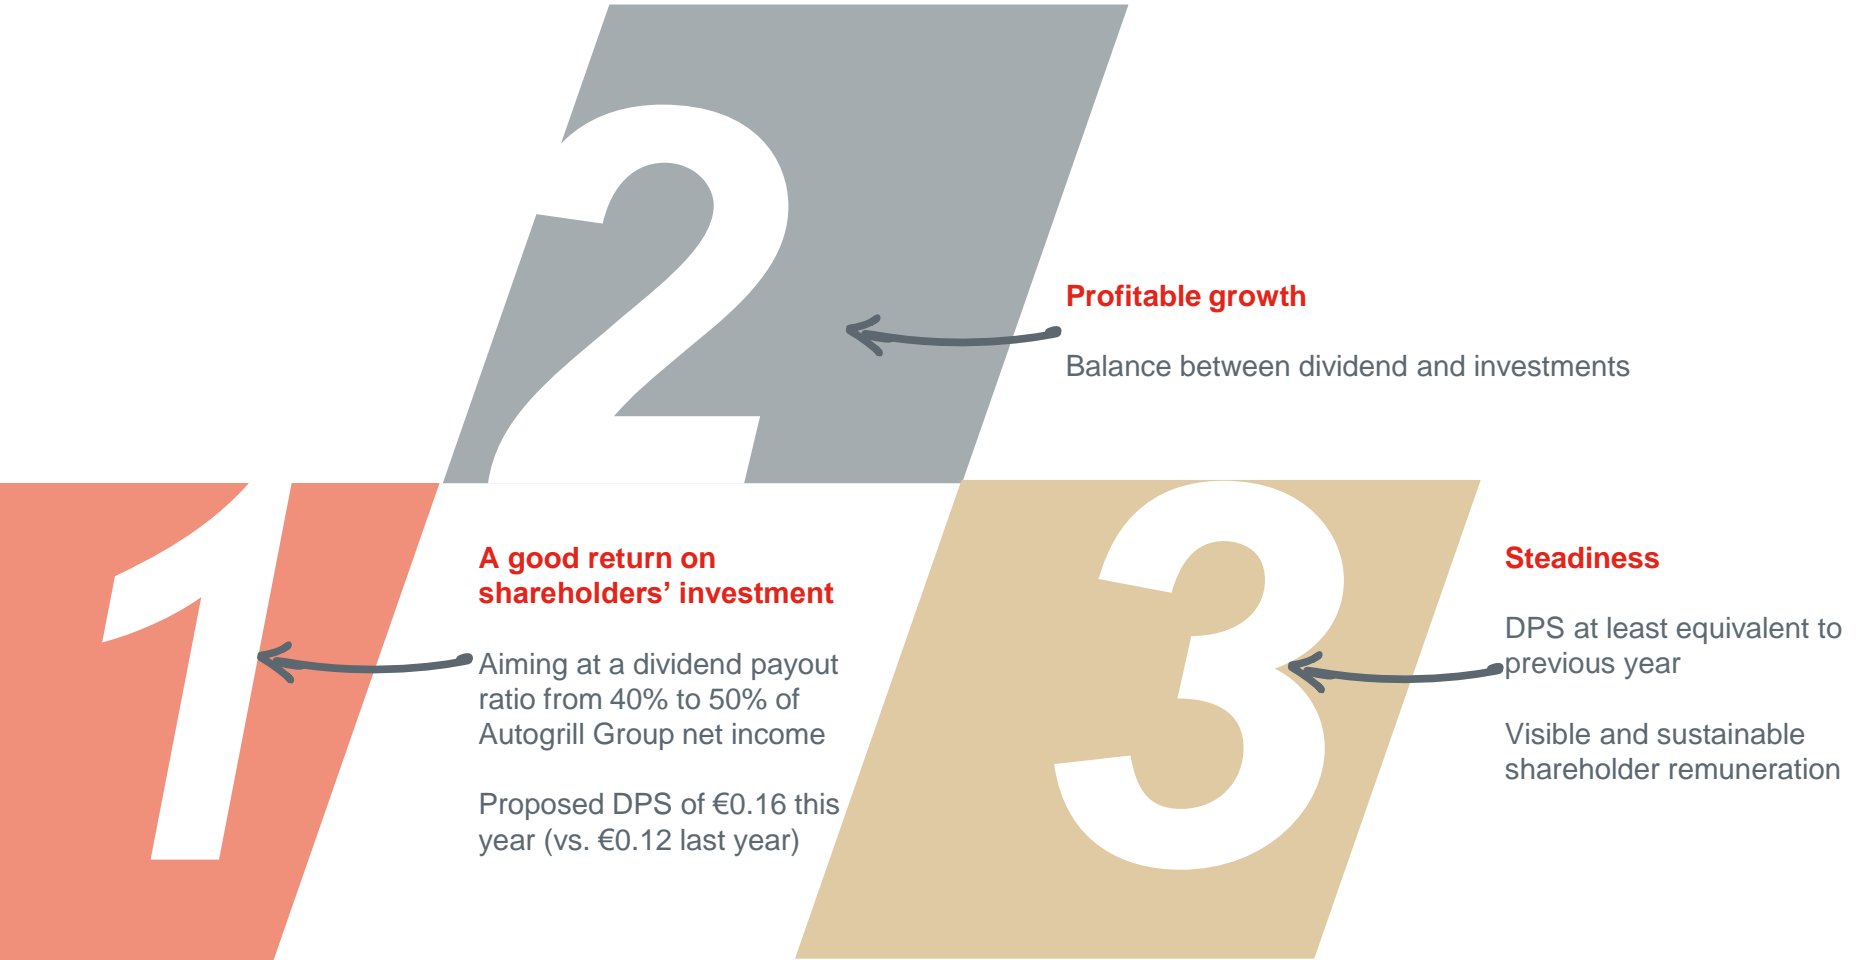 1
A good return on
shareholders’ investment
Aiming at a dividend payout
ratio from 40% to 50% of
Autogrill Group net income
Proposed DPS of €0.16 this
year (vs. €0.12 last year)
2
Profitable growth
Balance between dividend and investments
3
Steadiness
DPS at least equivalent to
previous year
Visible and sustainable
shareholder remuneration